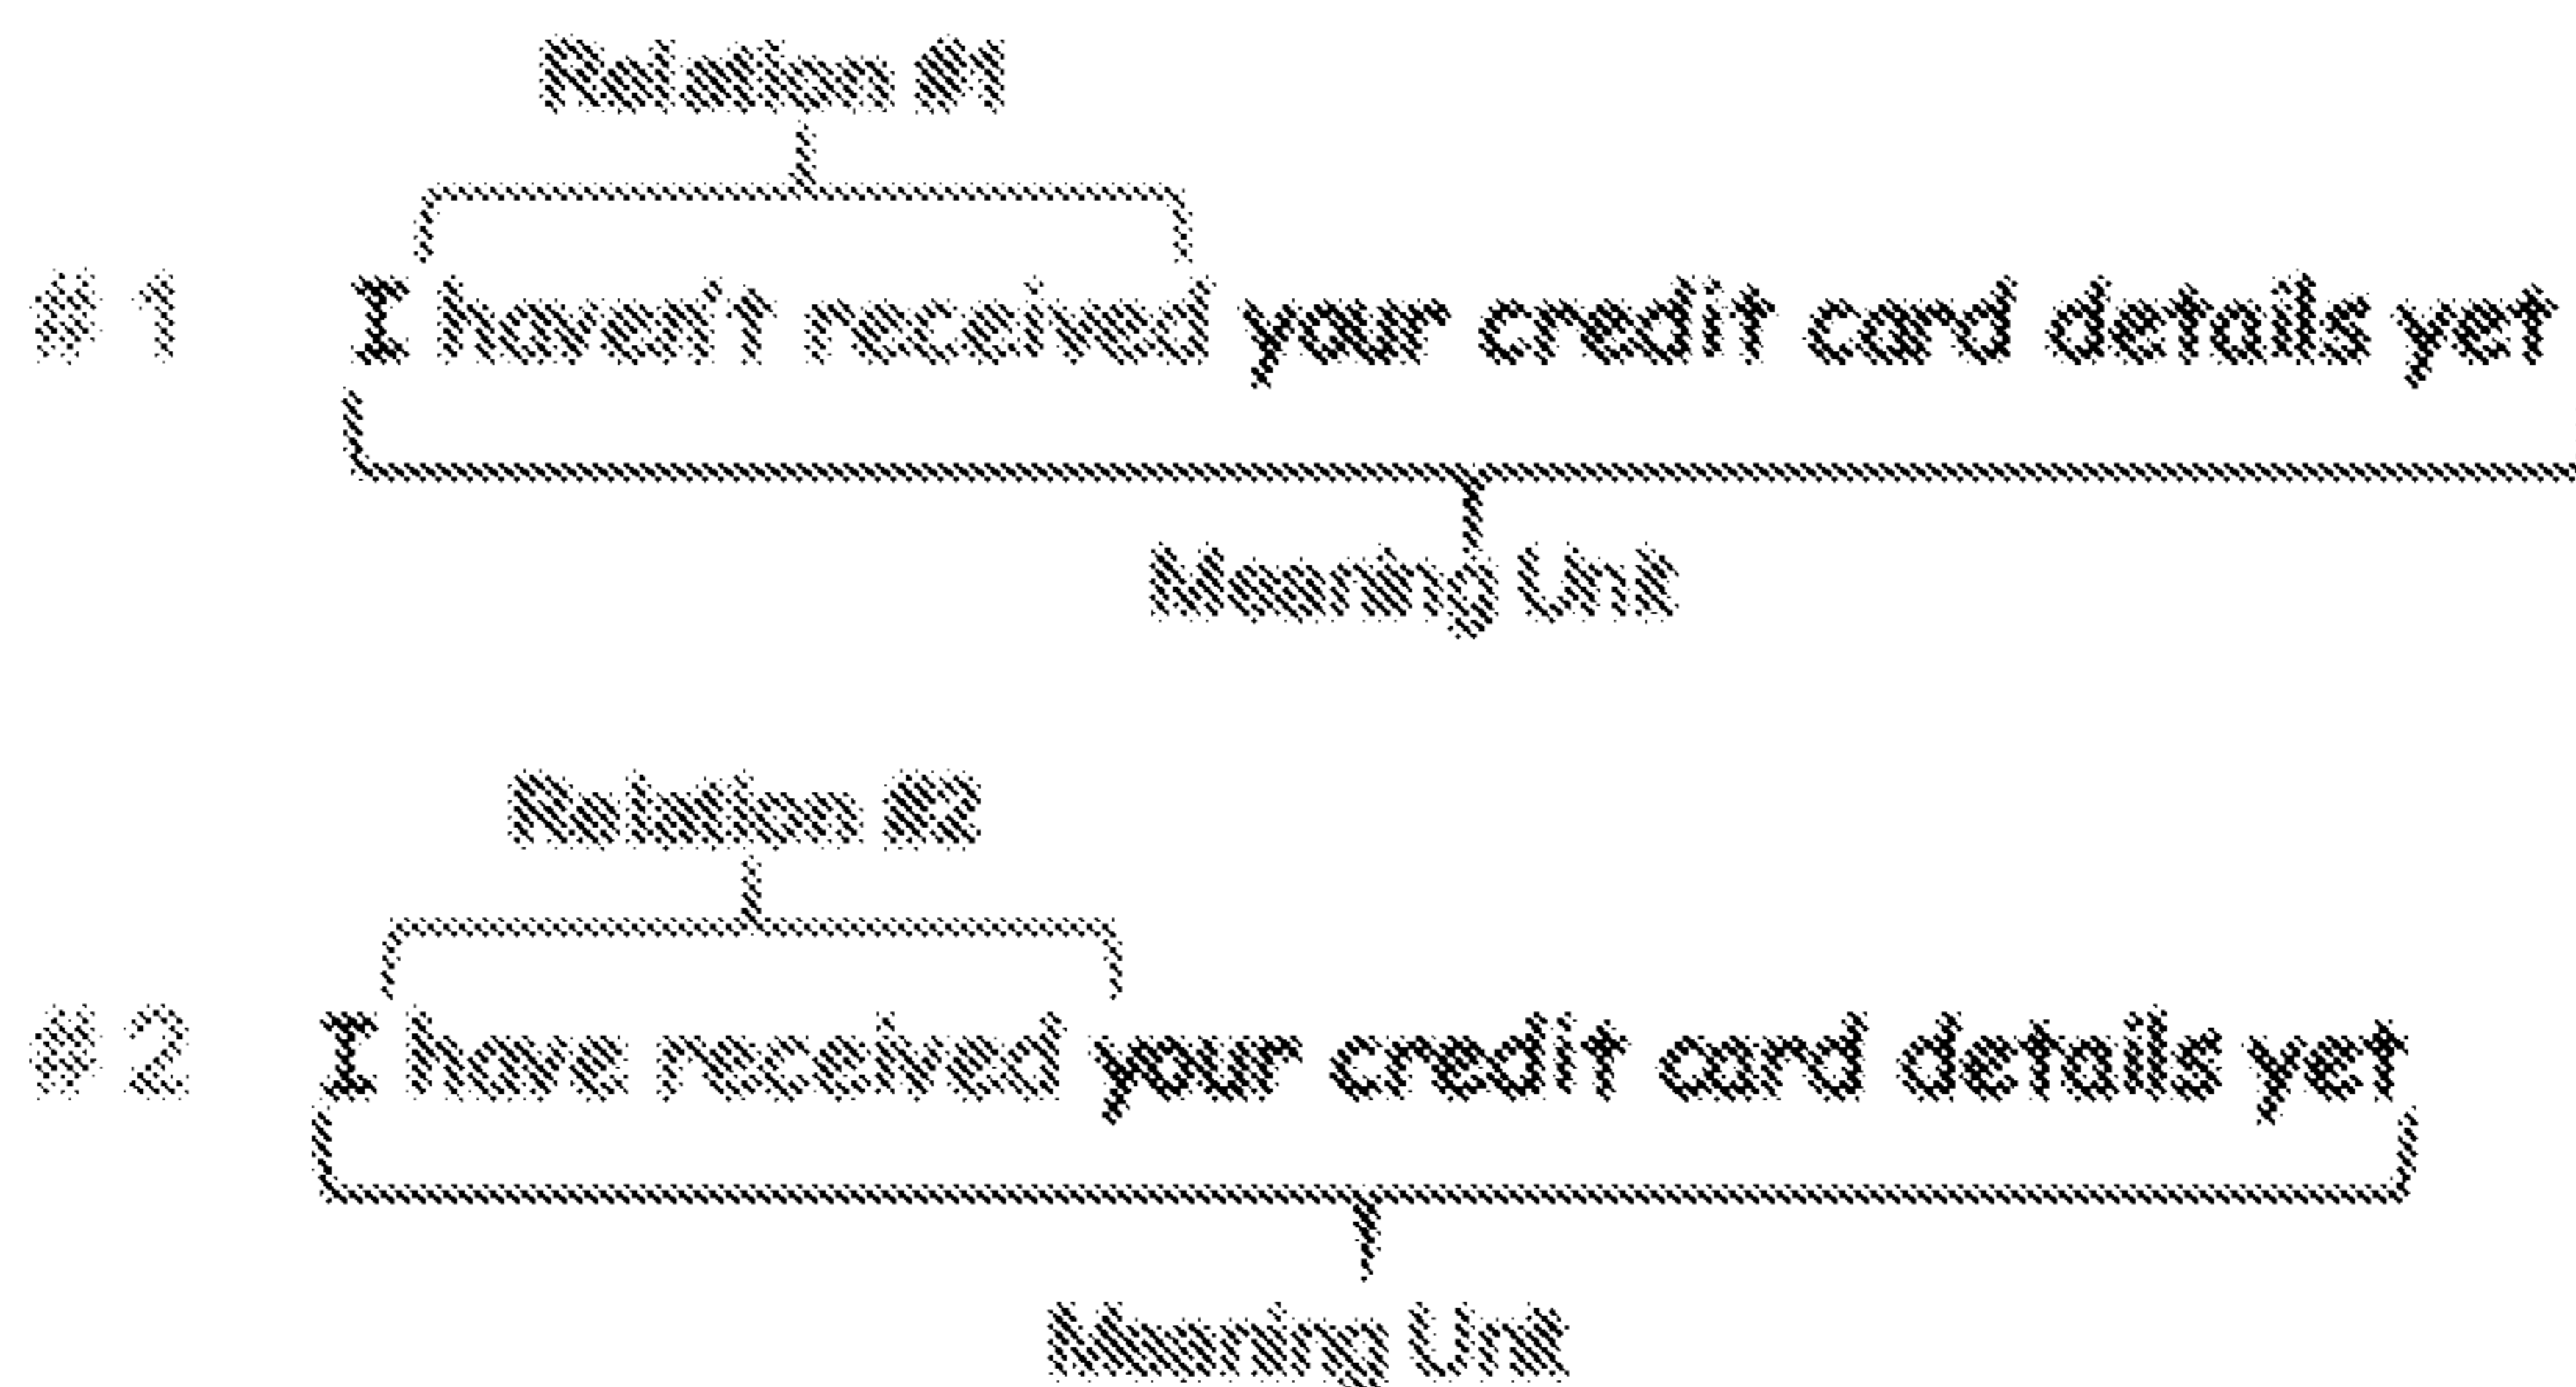 Relation #1
# 1 I haven't received your credit card details yet
Meaning Unit
Relation #2
# 2 I have received your credit card details yet
Meaning Unit